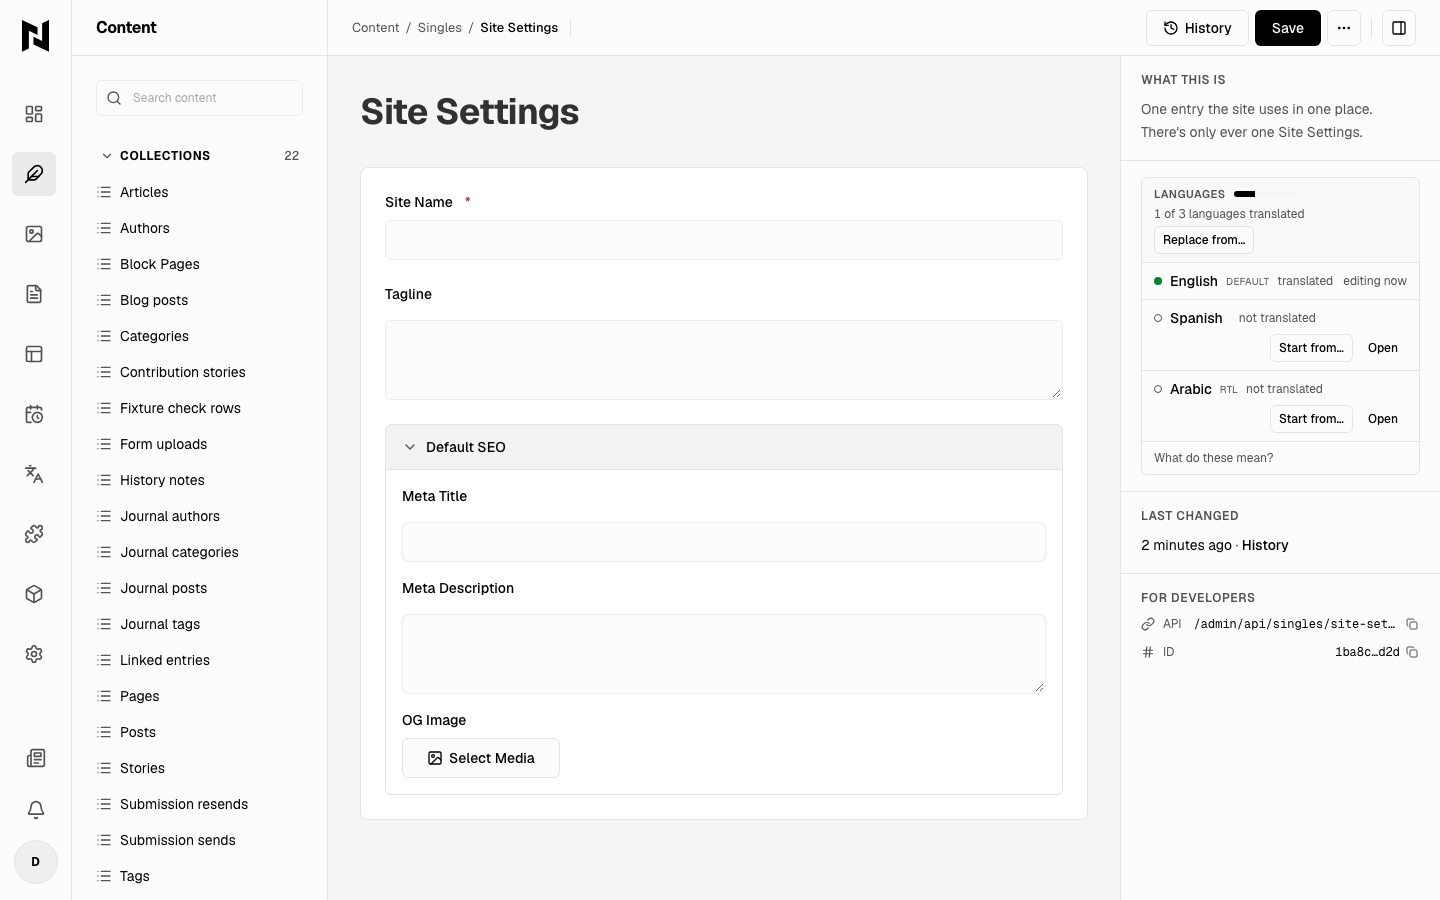 Content
Content / Singles / Site Settings
History
Save
Search content
COLLECTIONS 22
Articles
Authors
Block Pages
Blog posts
Categories
Contribution stories
Fixture check rows
Form uploads
History notes
Journal authors
Journal categories
Journal posts
Journal tags
Linked entries
Pages
Posts
Stories
Submission resends
Submission sends
Tags
D
Site Settings
Site Name *
Tagline
Default SEO
Meta Title
Meta Description
OG Image
Select Media
WHAT THIS IS
One entry the site uses in one place.
There's only ever one Site Settings.
LANGUAGES
1 of 3 languages translated
Replace from…
English DEFAULT translated editing now
Spanish not translated
Start from… Open
Arabic RTL not translated
Start from… Open
What do these mean?
LAST CHANGED
2 minutes ago · History
FOR DEVELOPERS
API /admin/api/singles/site-set…
ID 1ba8c…d2d